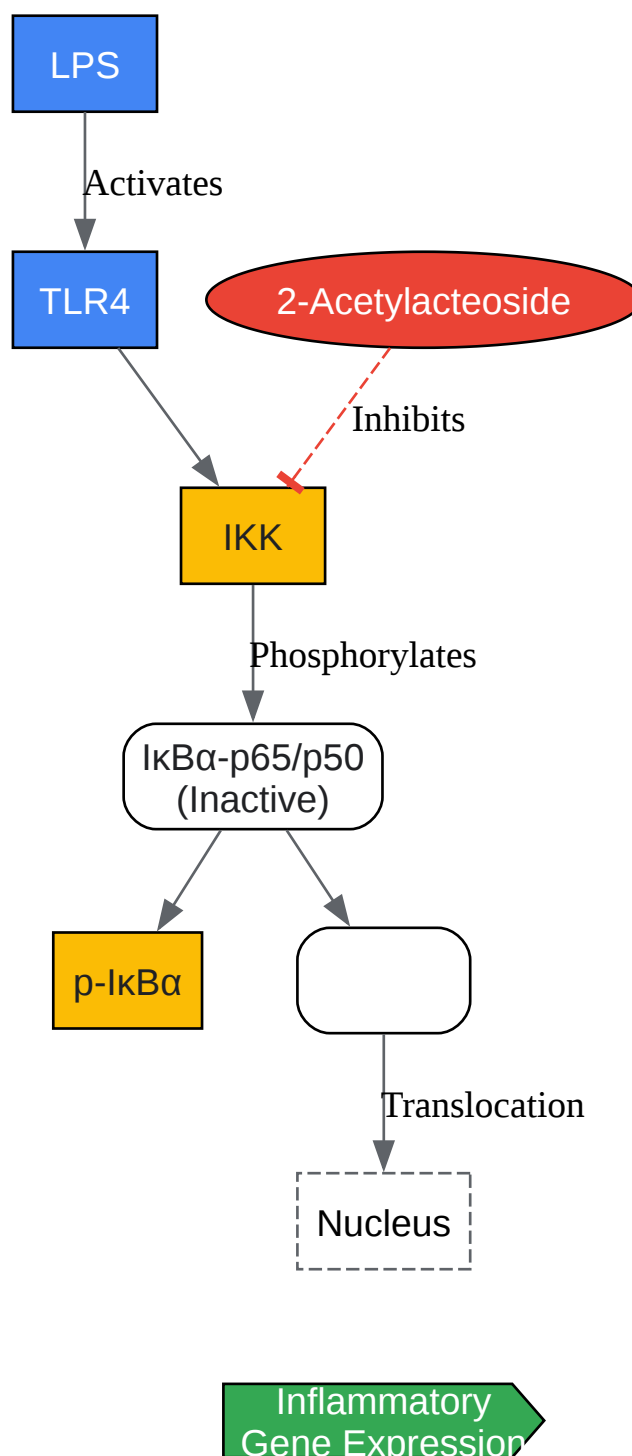 LPS
Activates
TLR4
2-Acetylacteoside
Inhibits
IKK
Phosphorylates
IκBα-p65/p50
(Inactive)
p-IκBα
Translocation
Nucleus
Inflammatory
Gene Expression